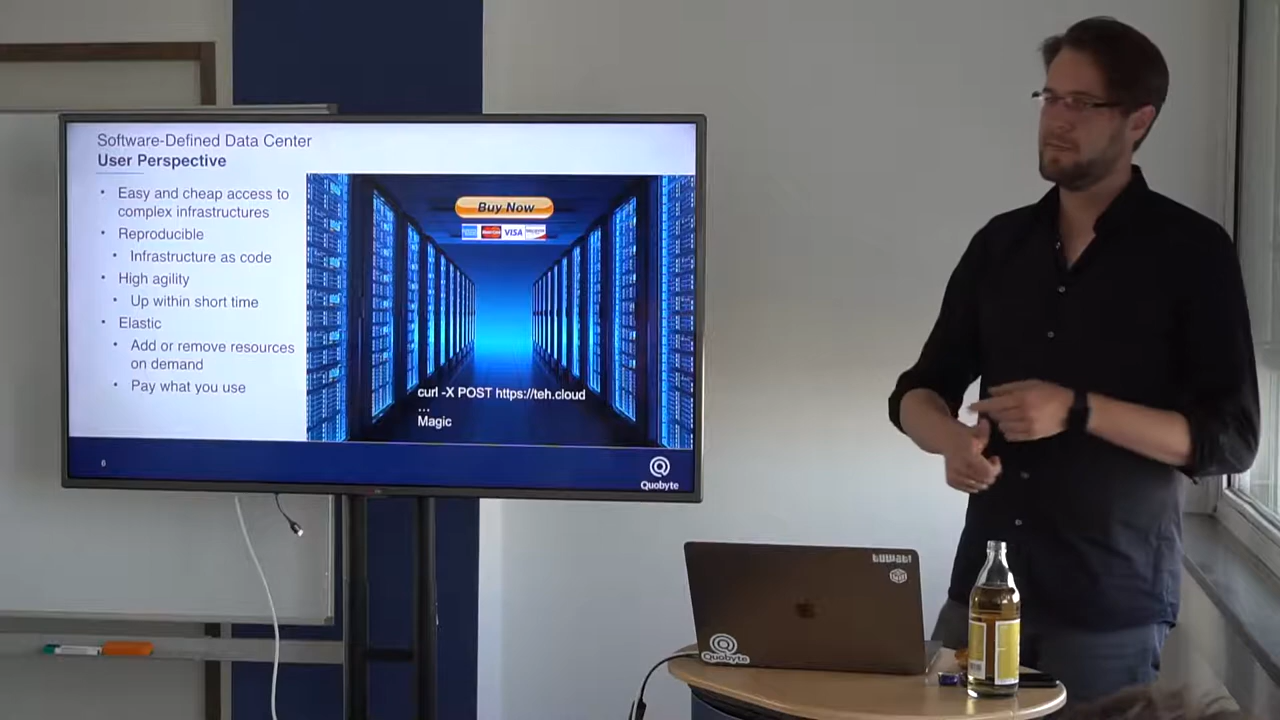 Software-Defined Data Center
User Perspective
• Easy and cheap access to
complex infrastructures
• Reproducible
• Infrastructure as code
• High agility
• Up within short time
• Elastic
• Add or remove resources
on demand
• Pay what you use
Buy Now
VISA
curl -X POST https://teh.cloud
...
Magic
6
Quobyte
Quobyte